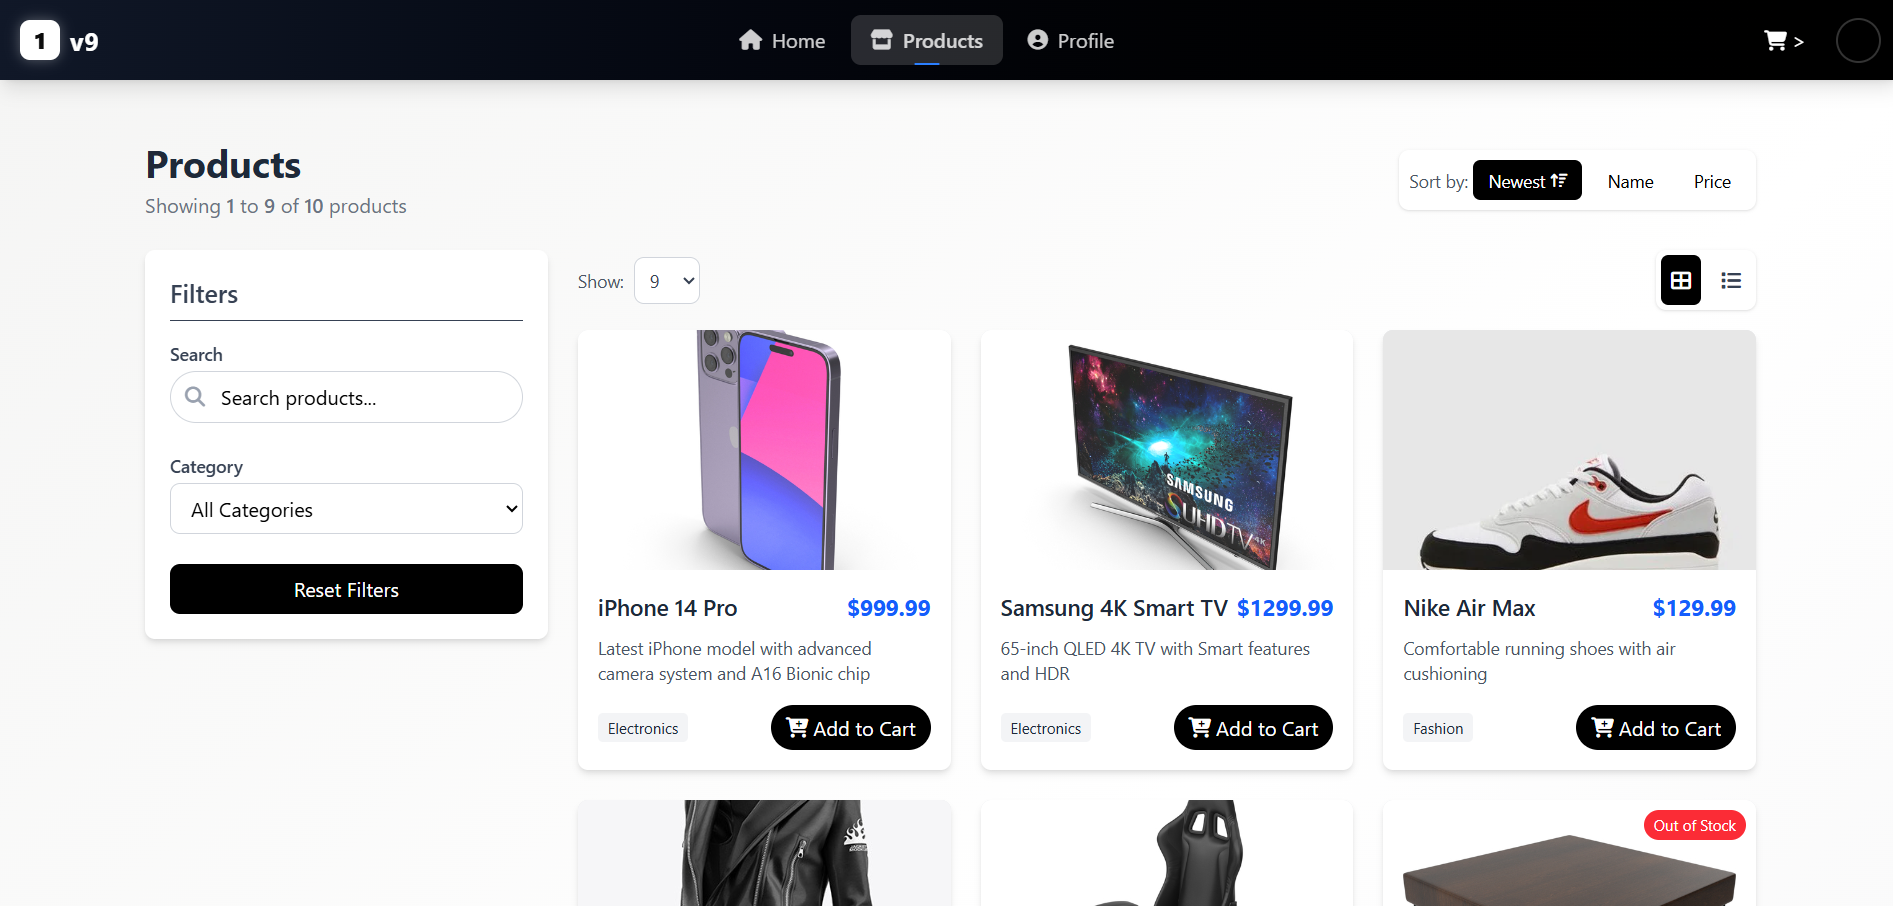 1 v9
Home
Products
Profile
>
Products
Showing 1 to 9 of 10 products
Sort by: Newest Name Price
Filters
Search
Search products...
Category
All Categories
Reset Filters
Show: 9
SAMSUNG
SUHDTV 4K
iPhone 14 Pro $999.99
Latest iPhone model with advanced
camera system and A16 Bionic chip
Electronics Add to Cart
Samsung 4K Smart TV $1299.99
65-inch QLED 4K TV with Smart features
and HDR
Electronics Add to Cart
Nike Air Max $129.99
Comfortable running shoes with air
cushioning
Fashion Add to Cart
Out of Stock